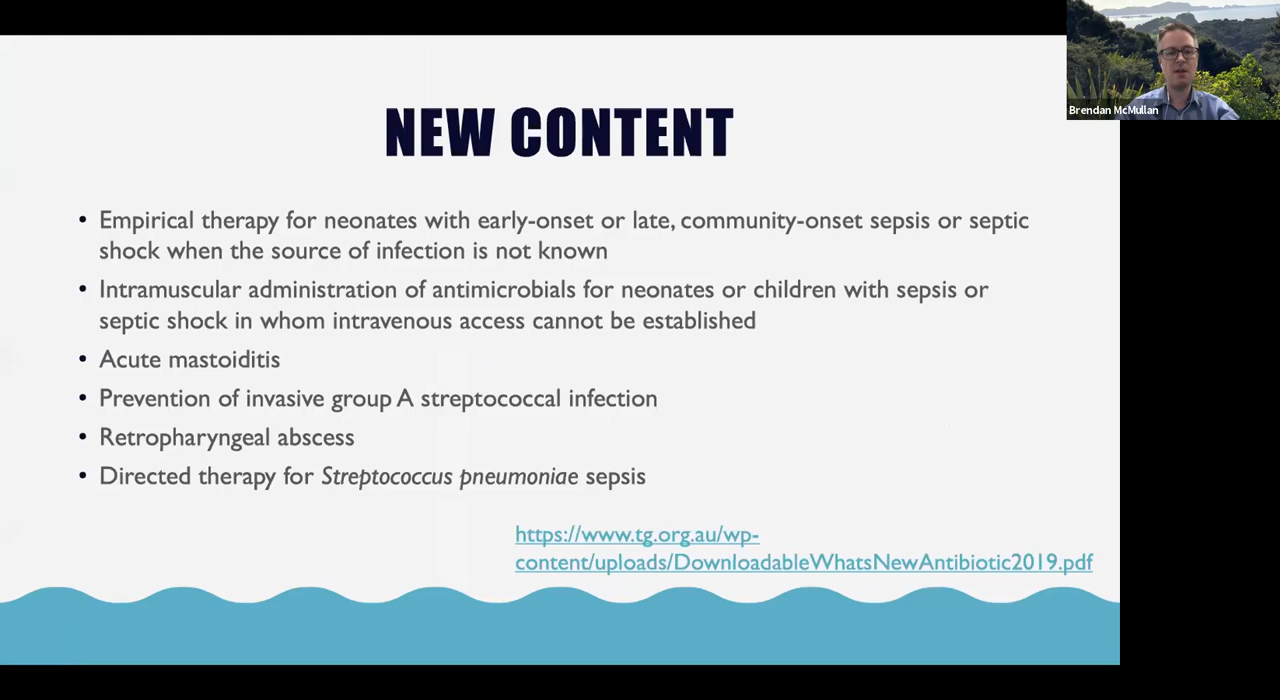 Brendan McMullan
NEW CONTENT
• Empirical therapy for neonates with early-onset or late, community-onset sepsis or septic
shock when the source of infection is not known
• Intramuscular administration of antimicrobials for neonates or children with sepsis or
septic shock in whom intravenous access cannot be established
• Acute mastoiditis
• Prevention of invasive group A streptococcal infection
• Retropharyngeal abscess
• Directed therapy for Streptococcus pneumoniae sepsis
https://www.tg.org.au/wp-
content/uploads/DownloadableWhatsNewAntibiotic2019.pdf